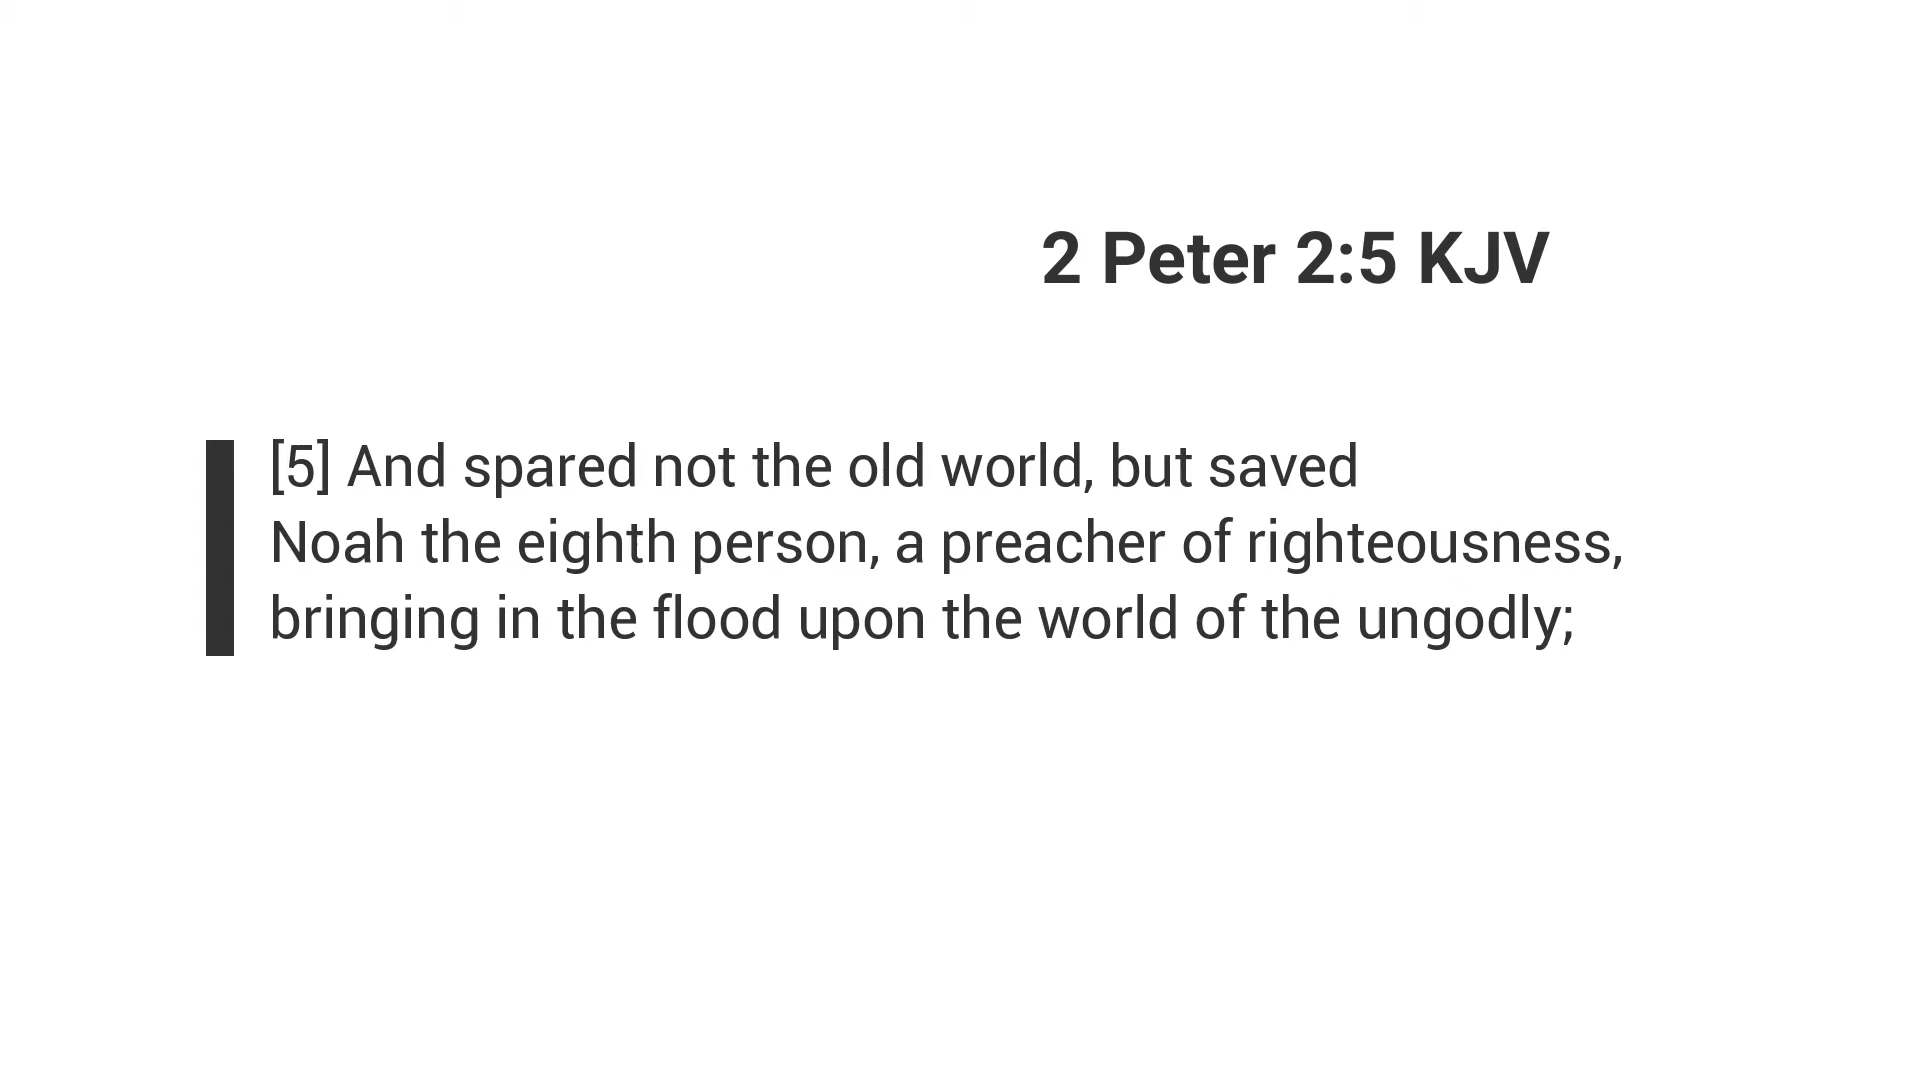 2 Peter 2:5 KJV
[5] And spared not the old world, but saved
Noah the eighth person, a preacher of righteousness,
bringing in the flood upon the world of the ungodly;